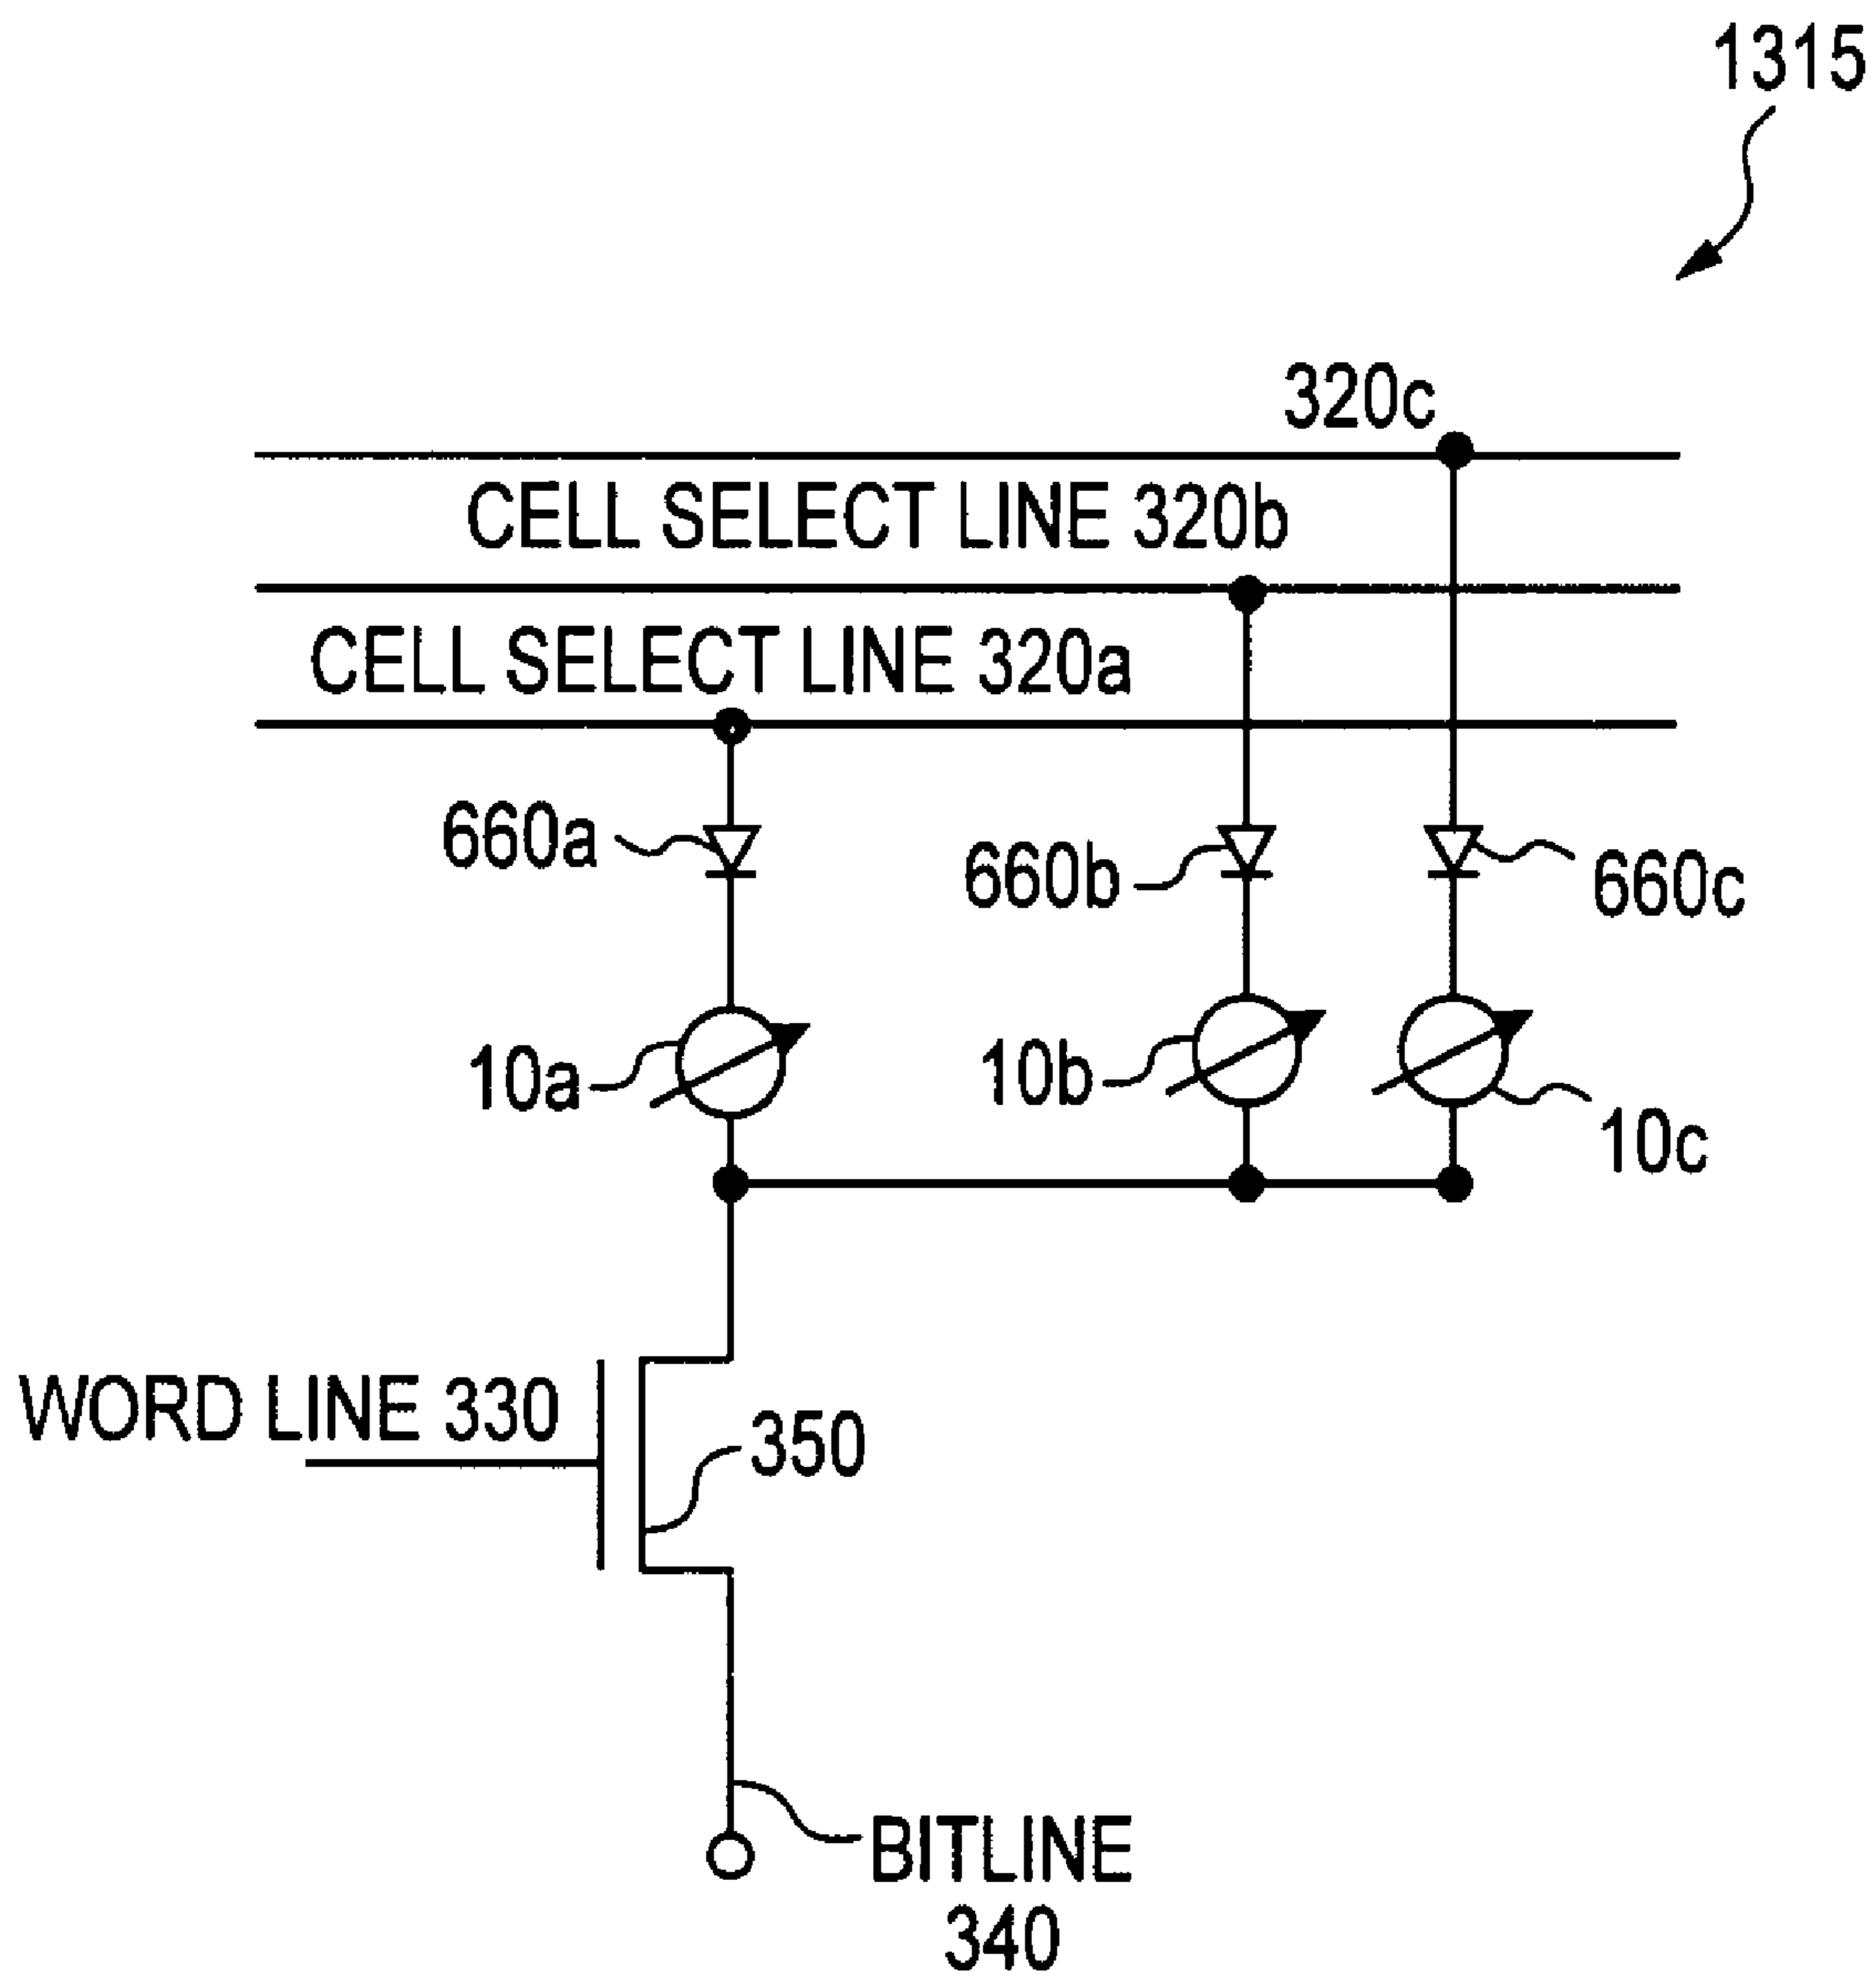 1315
320c
CELL SELECT LINE 320b
CELL SELECT LINE 320a
660a
660b
660c
10a
10b
10c
WORD LINE 330
350
BITLINE
340